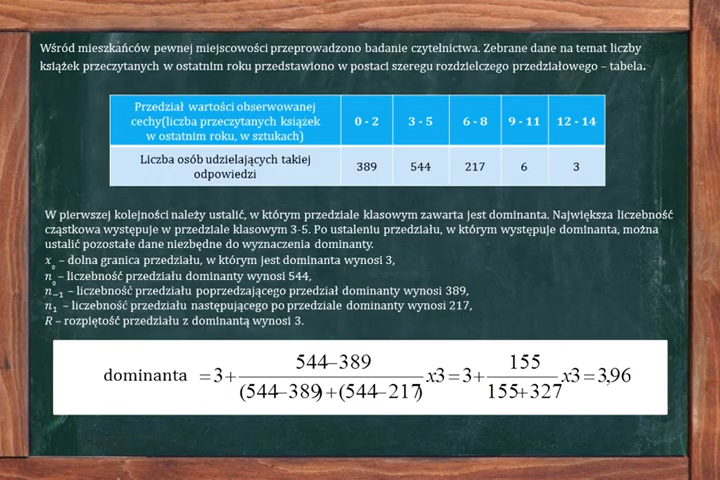 Wśród mieszkańców pewnej miejscowości przeprowadzono badanie czytelnictwa. Zebrane dane na temat liczby
książek przeczytanych w ostatnim roku przedstawiono w postaci szeregu rozdzielczego przedziałowego – tabela.
Przedział wartości obserwowanej
cechy(liczba przeczytanych książek
w ostatnim roku, w sztukach)
0 - 2 3 - 5 6 - 8 9 - 11 12 - 14
Liczba osób udzielających takiej
odpowiedzi
389 544 217 6 3
W pierwszej kolejności należy ustalić, w którym przedziale klasowym zawarta jest dominanta. Największa liczebność
cząstkowa występuje w przedziale klasowym 3-5. Po ustaleniu przedziału, w którym występuje dominanta, można
ustalić pozostałe dane niezbędne do wyznaczenia dominanty.
x₀ – dolna granica przedziału, w którym jest dominanta wynosi 3,
n₀ – liczebność przedziału dominanty wynosi 544,
n₋₁ – liczebność przedziału poprzedzającego przedział dominanty wynosi 389,
n₁ – liczebność przedziału następującego po przedziale dominanty wynosi 217,
R – rozpiętość przedziału z dominantą wynosi 3.
dominanta = 3 + (544–389)/((544–389)+(544–217)) x3 = 3 + 155/(155+327) x3 = 3,96